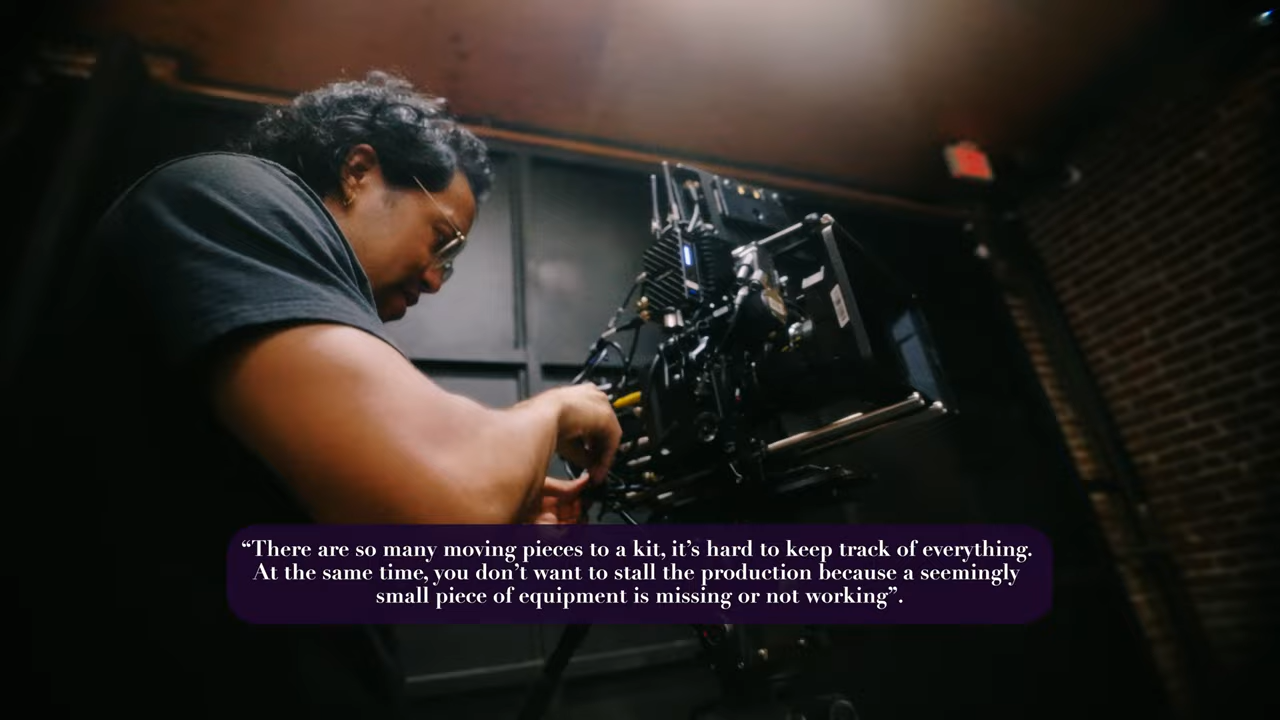 “There are so many moving pieces to a kit, it’s hard to keep track of everything.
At the same time, you don’t want to stall the production because a seemingly
small piece of equipment is missing or not working”.